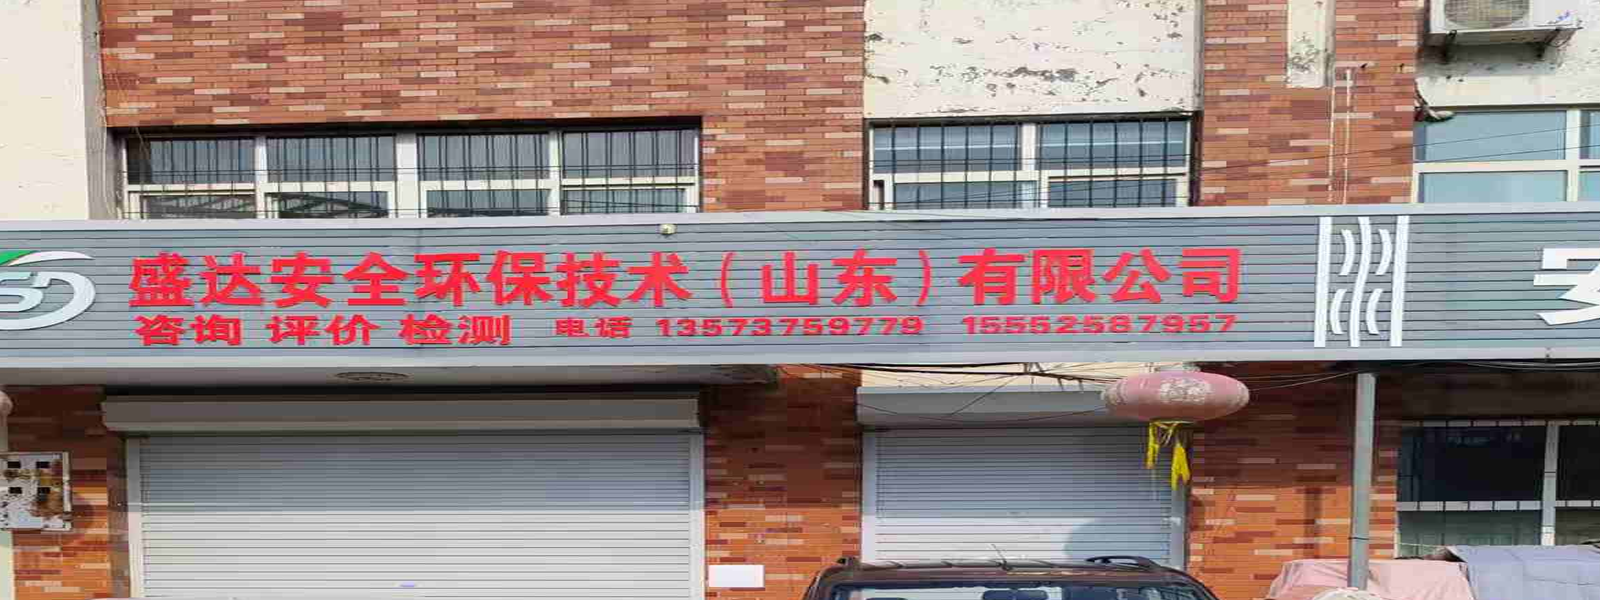 盛达安全环保技术（山东）有限公司
咨询 评价 检测 电话 13573759779 15552587957